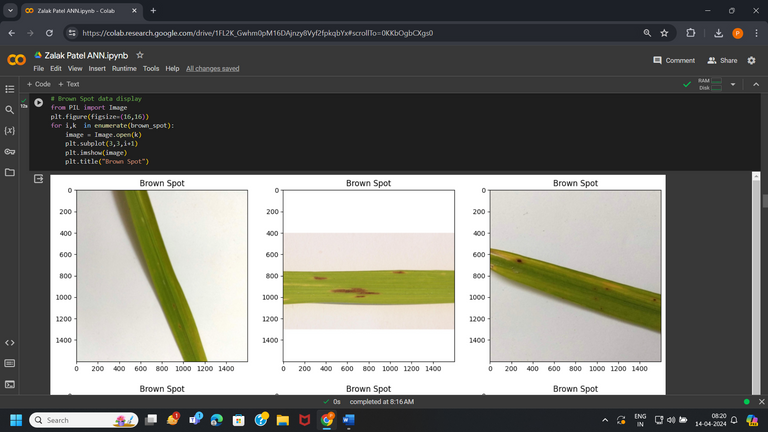 Zalak Patel ANN.ipynb - Colab
https://colab.research.google.com/drive/1FL2K_Gwhm0pM16DAjnzy8Vyf2fpkqbYx#scrollTo=0KKbOgbCXgs0
P
Zalak Patel ANN.ipynb
File Edit View Insert Runtime Tools Help All changes saved
Comment Share
+ Code + Text
RAM
Disk
12s
# Brown Spot data display
from PIL import Image
plt.figure(figsize=(16,16))
for i,k in enumerate(brown_spot):
image = Image.open(k)
plt.subplot(3,3,i+1)
plt.imshow(image)
plt.title("Brown Spot")
Brown Spot Brown Spot Brown Spot
0 0 0
200 200 200
400 400 400
600 600 600
800 800 800
1000 1000 1000
1200 1200 1200
1400 1400 1400
0 200 400 600 800 1000 1200 1400 0 200 400 600 800 1000 1200 1400 0 200 400 600 800 1000 1200 1400
Brown Spot Brown Spot Brown Spot
0s completed at 8:16 AM
Search
ENG
IN
08:20
14-04-2024